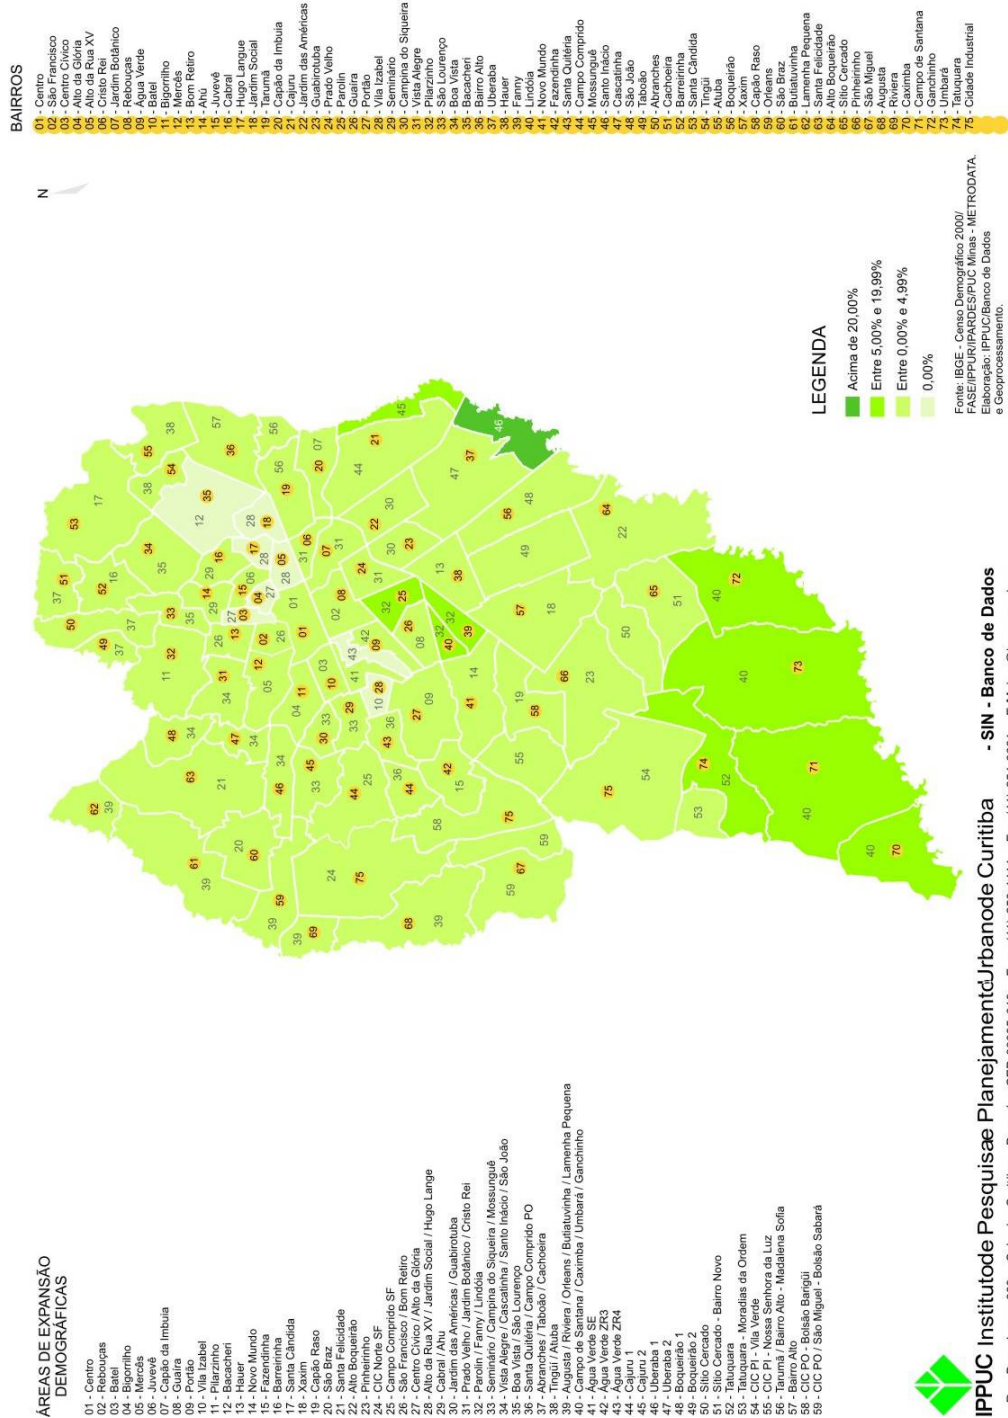 ÁREAS DE EXPANSÃO
DEMOGRÁFICAS
01 - Centro
02 - Rebouças
03 - Batel
04 - Bigorrilho
05 - Mercês
06 - Juvevê
07 - Capão da Imbuia
08 - Guaíra
09 - Portão
10 - Vila Izabel
11 - Pilarzinho
12 - Bacacheri
13 - Hauer
14 - Novo Mundo
15 - Fazendinha
16 - Barreirinha
17 - Santa Cândida
18 - Xaxim
19 - Capão Raso
20 - São Braz
21 - Santa Felicidade
22 - Alto Boqueirão
23 - Pinheirinho
24 - Orle/Norte SF
25 - Campo Comprido SF
26 - São Francisco / Bom Retiro
27 - Centro Cívico / Alto da Glória
28 - Alto da Rua XV / Jardim Social / Hugo Lange
29 - Cabral / Ahu
30 - Jardim das Américas / Guabirotuba
31 - Prado Velho / Jardim Botânico / Cristo Rei
32 - Parolin / Fanny / Lindóia
33 - Seminário / Campina do Siqueira / Mossunguê
34 - Vista Alegre / Cascatinha / Santo Inácio / São João
35 - Boa Vista / São Lourenço
36 - Santa Quitéria / Campo Comprido PO
37 - Abranches / Taboão / Cachoeira
38 - Tingüi / Atuba
39 - Augusta / Riviera / Orleans / Butiatuvinha / Lamenha Pequena
40 - Campo de Santana / Caximba / Umbará / Ganchinho
41 - Água Verde SE
42 - Água Verde ZR3
43 - Água Verde ZR4
44 - Cajuru 1
45 - Cajuru 2
46 - Uberaba 1
47 - Uberaba 2
48 - Boqueirão 1
49 - Boqueirão 2
50 - Sítio Cercado
51 - Sítio Cercado - Bairro Novo
52 - Tatuquara
53 - Tatuquara - Moradias da Ordem
54 - CIC PI - Vila Verde
55 - CIC PI - Nossa Senhora da Luz
56 - Tarumã / Bairro Alto - Madalena Sofia
57 - Bairro Alto
58 - CIC PO - Bolsão Barigüi
59 - CIC PO / São Miguel - Bolsão Sabará
N
BAIRROS
01 - Centro
02 - São Francisco
03 - Centro Cívico
04 - Alto da Glória
05 - Alto da Rua XV
06 - Cristo Rei
07 - Jardim Botânico
08 - Rebouças
09 - Água Verde
10 - Batel
11 - Bigorrilho
12 - Mercês
13 - Bom Retiro
14 - Ahú
15 - Juvevê
16 - Cabral
17 - Hugo Langue
18 - Jardim Social
19 - Tarumã
20 - Capão da Imbuia
21 - Cajuru
22 - Jardim das Américas
23 - Guabirotuba
24 - Prado Velho
25 - Parolin
26 - Guaira
27 - Portão
28 - Vila Izabel
29 - Seminário
30 - Campina do Siqueira
31 - Vista Alegre
32 - Pilarzinho
33 - São Lourenço
34 - Boa Vista
35 - Bacacheri
36 - Bairro Alto
37 - Uberaba
38 - Hauer
39 - Fanny
40 - Lindóia
41 - Novo Mundo
42 - Fazendinha
43 - Santa Quitéria
44 - Campo Comprido
45 - Mossunguê
46 - Santo Inácio
47 - Cascatinha
48 - São João
49 - Taboão
50 - Abranches
51 - Cachoeira
52 - Barreirinha
53 - Santa Cândida
54 - Tingüi
55 - Atuba
56 - Boqueirão
57 - Xaxim
58 - Capão Raso
59 - Orleans
60 - São Braz
61 - Butiatuvinha
62 - Lamenha Pequena
63 - Santa Felicidade
64 - Alto Boqueirão
65 - Sítio Cercado
66 - Pinheirinho
67 - São Miguel
68 - Augusta
69 - Riviera
70 - Caximba
71 - Campo de Santana
72 - Ganchinho
73 - Umbará
74 - Tatuquara
75 - Cidade Industrial
LEGENDA
Acima de 20,00%
Entre 5,00% e 19,99%
Entre 0,00% e 4,99%
0,00%
Fonte: IBGE - Censo Demográfico 2000/
FASE/IPPUR/IPARDES/PUC Minas - METRODATA.
Elaboração: IPPUC/Banco de Dados
e Geoprocessamento.
IPPUC Instituto de Pesquisa e Planejamento Urbano de Curitiba - SIN - Banco de Dados